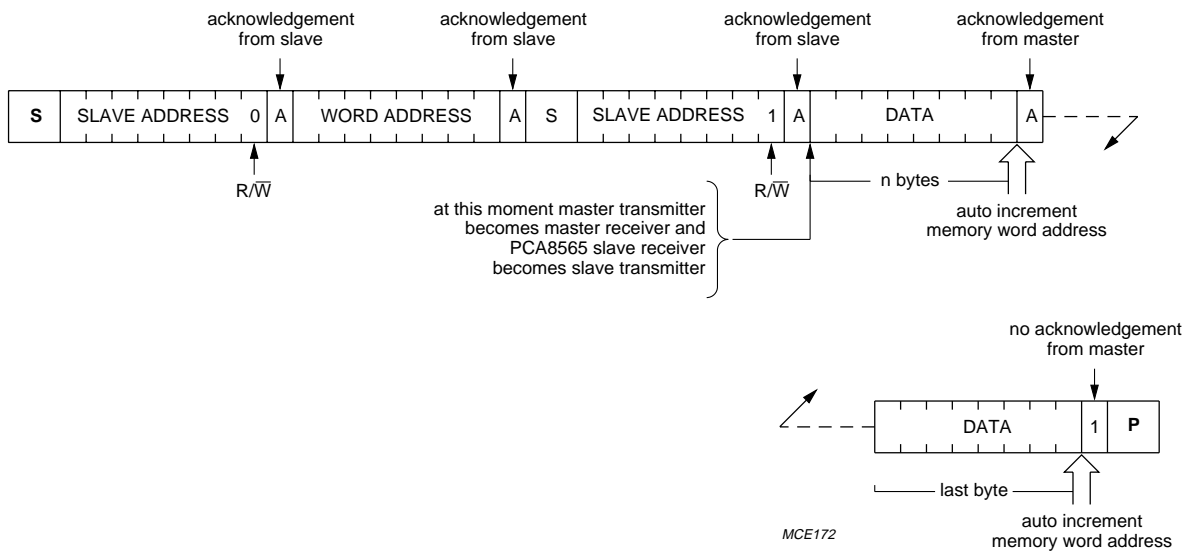 acknowledgement
from slave
acknowledgement
from slave
acknowledgement
from slave
acknowledgement
from master
S SLAVE ADDRESS 0 A WORD ADDRESS A S SLAVE ADDRESS 1 A DATA A
R/W̅
R/W̅
n bytes
at this moment master transmitter
becomes master receiver and
PCA8565 slave receiver
becomes slave transmitter
auto increment
memory word address
no acknowledgement
from master
DATA 1 P
last byte
auto increment
memory word address
MCE172